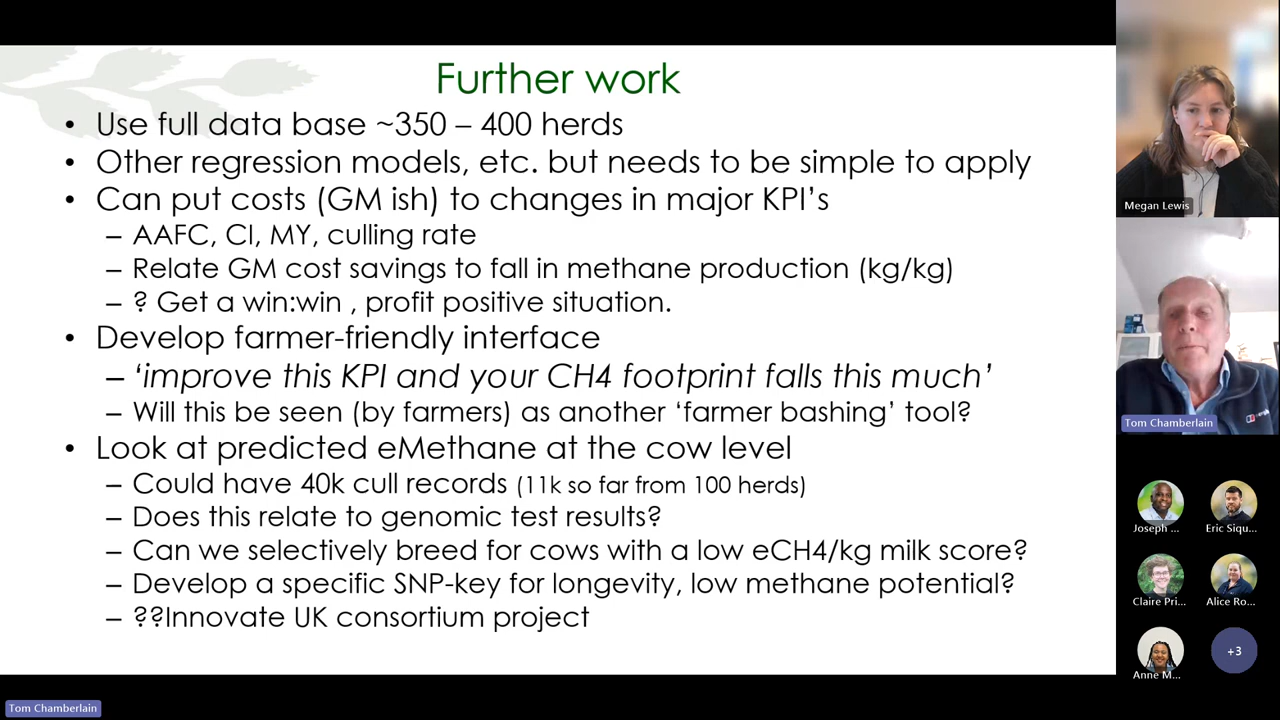 Further work
• Use full data base ~350 – 400 herds
• Other regression models, etc. but needs to be simple to apply
• Can put costs (GM ish) to changes in major KPI's
– AAFC, CI, MY, culling rate
– Relate GM cost savings to fall in methane production (kg/kg)
– ? Get a win:win , profit positive situation.
• Develop farmer-friendly interface
– 'improve this KPI and your CH4 footprint falls this much'
– Will this be seen (by farmers) as another 'farmer bashing' tool?
• Look at predicted eMethane at the cow level
– Could have 40k cull records (11k so far from 100 herds)
– Does this relate to genomic test results?
– Can we selectively breed for cows with a low eCH4/kg milk score?
– Develop a specific SNP-key for longevity, low methane potential?
– ??Innovate UK consortium project
Megan Lewis
Tom Chamberlain
Joseph ...
Eric Siqu...
Claire Pri...
Alice Ro...
Anne M...
+3
Tom Chamberlain